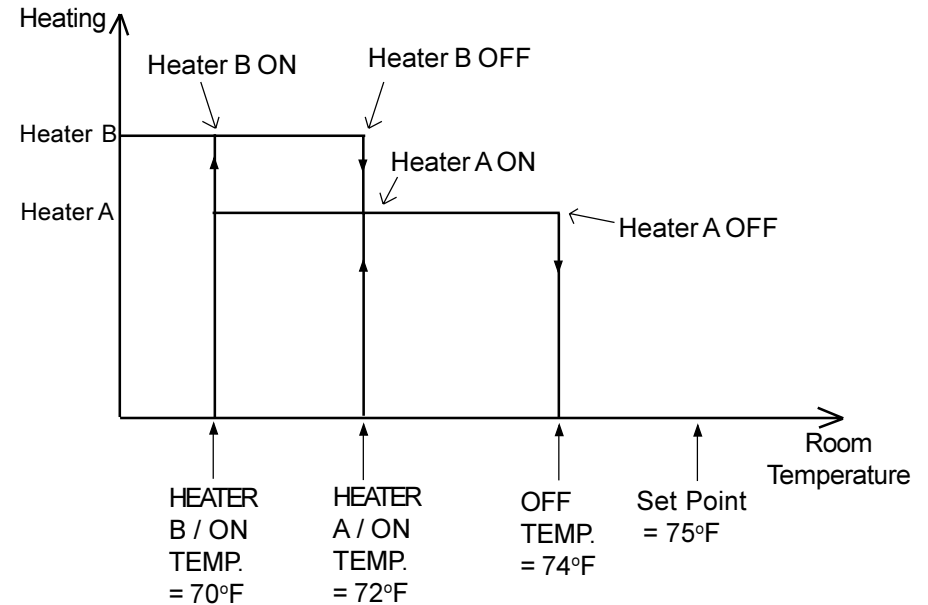 Heating
Heater B ON
Heater B OFF
Heater B
Heater A ON
Heater A
Heater A OFF
Room
Temperature
HEATER
B / ON
TEMP.
= 70°F
HEATER
A / ON
TEMP.
= 72°F
OFF
TEMP.
= 74°F
Set Point
= 75°F